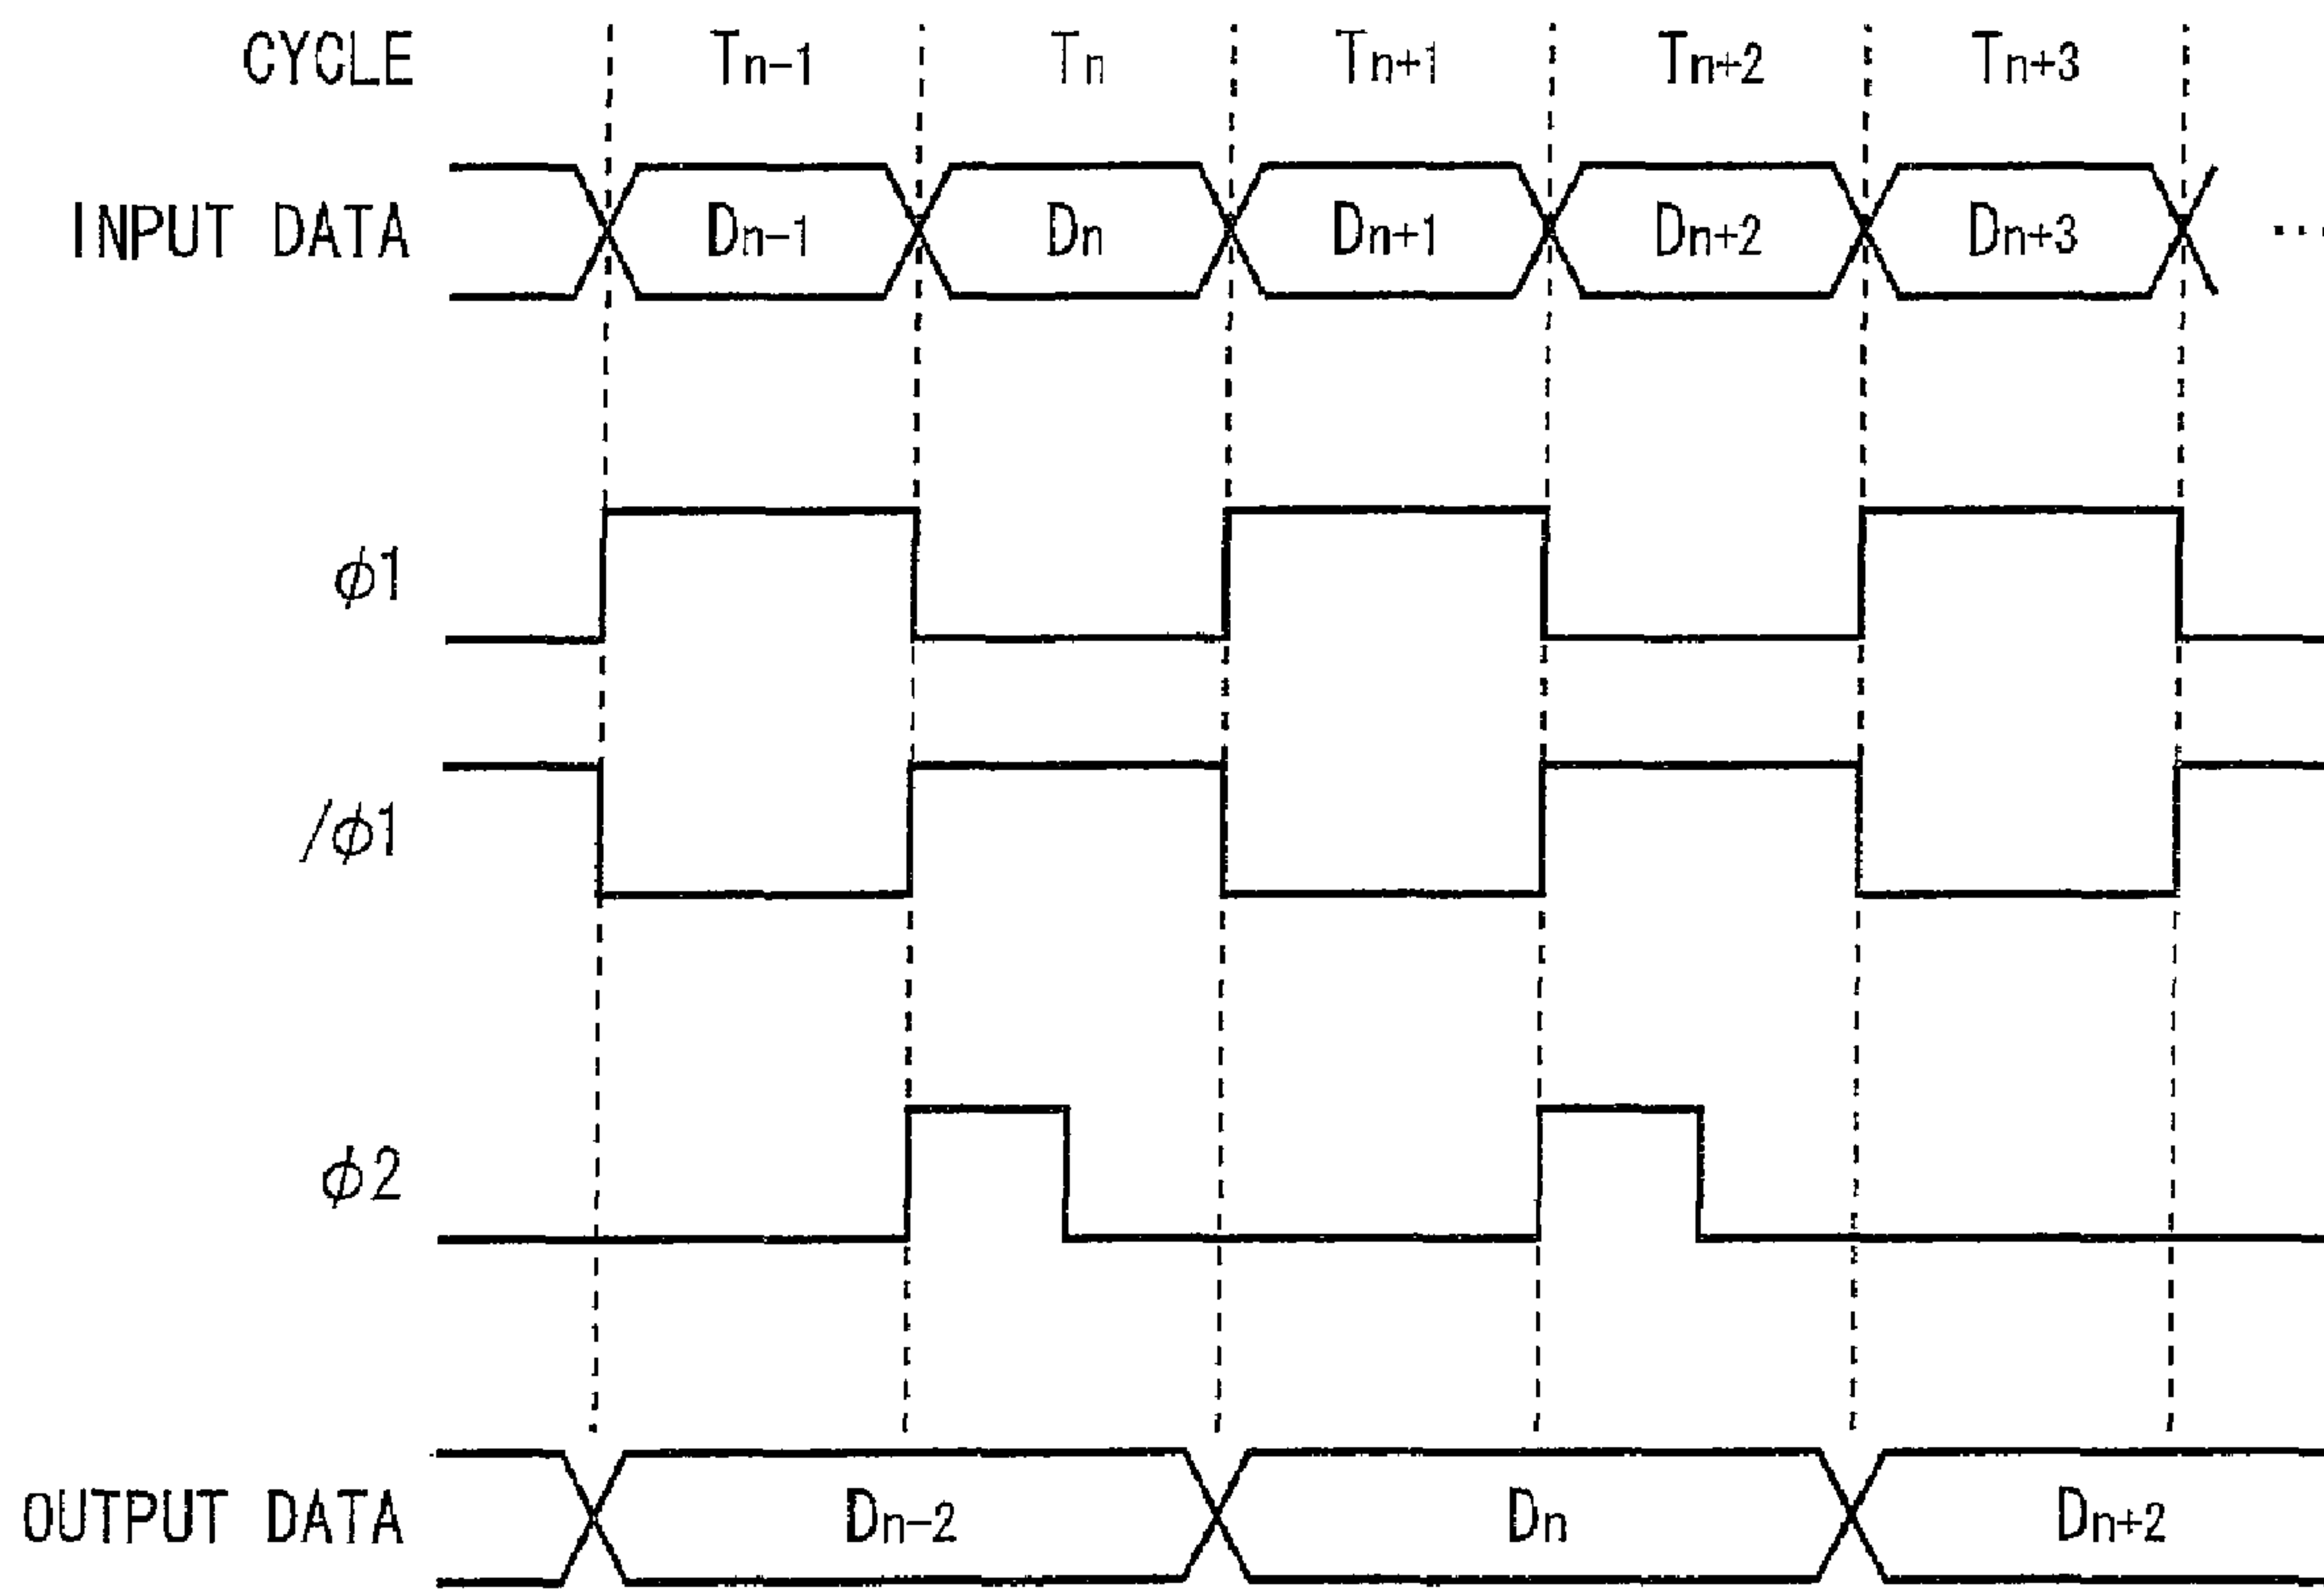 CYCLE Tn-1 Tn Tn+1 Tn+2 Tn+3
INPUT DATA Dn-1 Dn Dn+1 Dn+2 Dn+3 ...
ϕ1
/ϕ1
ϕ2
OUTPUT DATA Dn-2 Dn Dn+2